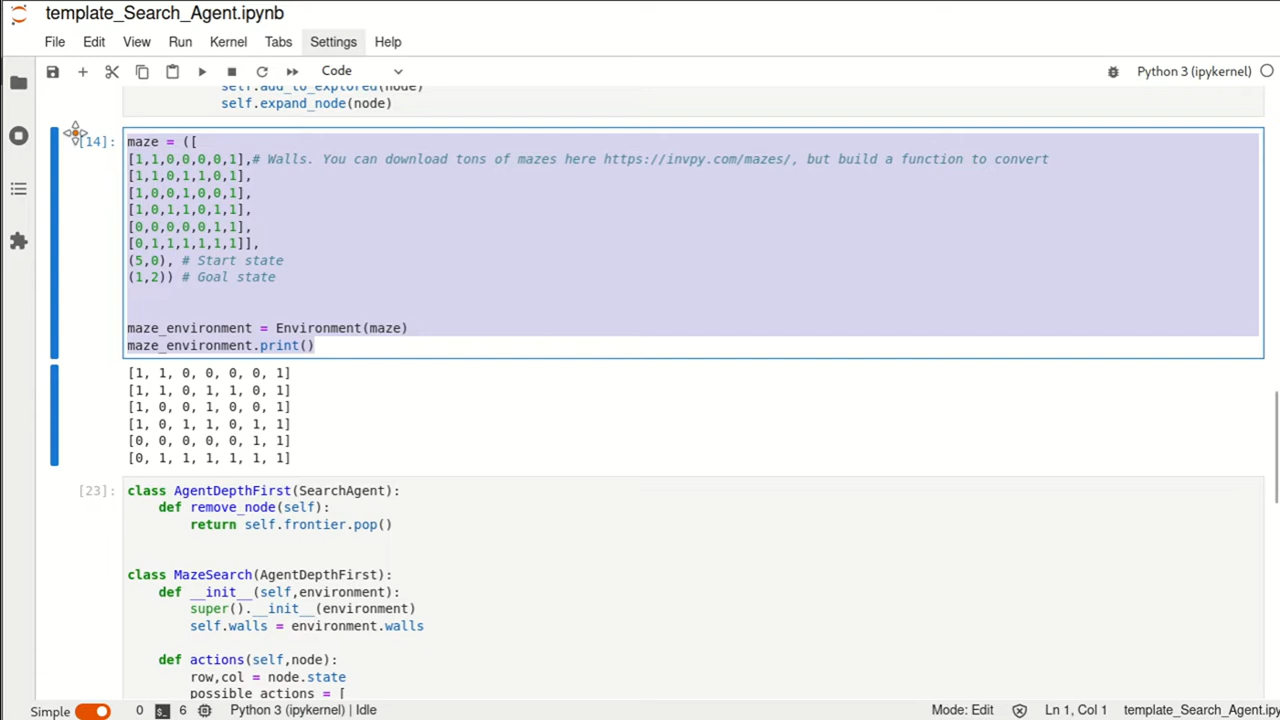 template_Search_Agent.ipynb
File Edit View Run Kernel Tabs Settings Help
Code
Python 3 (ipykernel)
self.add_to_explored(node)
self.expand_node(node)
[14]:
maze = ([
[1,1,0,0,0,0,1],# Walls. You can download tons of mazes here https://invpy.com/mazes/, but build a function to convert
[1,1,0,1,1,0,1],
[1,0,0,1,0,0,1],
[1,0,1,1,0,1,1],
[0,0,0,0,0,1,1],
[0,1,1,1,1,1,1]],
(5,0), # Start state
(1,2)) # Goal state
maze_environment = Environment(maze)
maze_environment.print()
[1, 1, 0, 0, 0, 0, 1]
[1, 1, 0, 1, 1, 0, 1]
[1, 0, 0, 1, 0, 0, 1]
[1, 0, 1, 1, 0, 1, 1]
[0, 0, 0, 0, 0, 1, 1]
[0, 1, 1, 1, 1, 1, 1]
[23]:
class AgentDepthFirst(SearchAgent):
def remove_node(self):
return self.frontier.pop()
class MazeSearch(AgentDepthFirst):
def __init__(self,environment):
super().__init__(environment)
self.walls = environment.walls
def actions(self,node):
row,col = node.state
possible_actions = [
Simple 0 6 Python 3 (ipykernel) | Idle Mode: Edit Ln 1, Col 1 template_Search_Agent.ipy